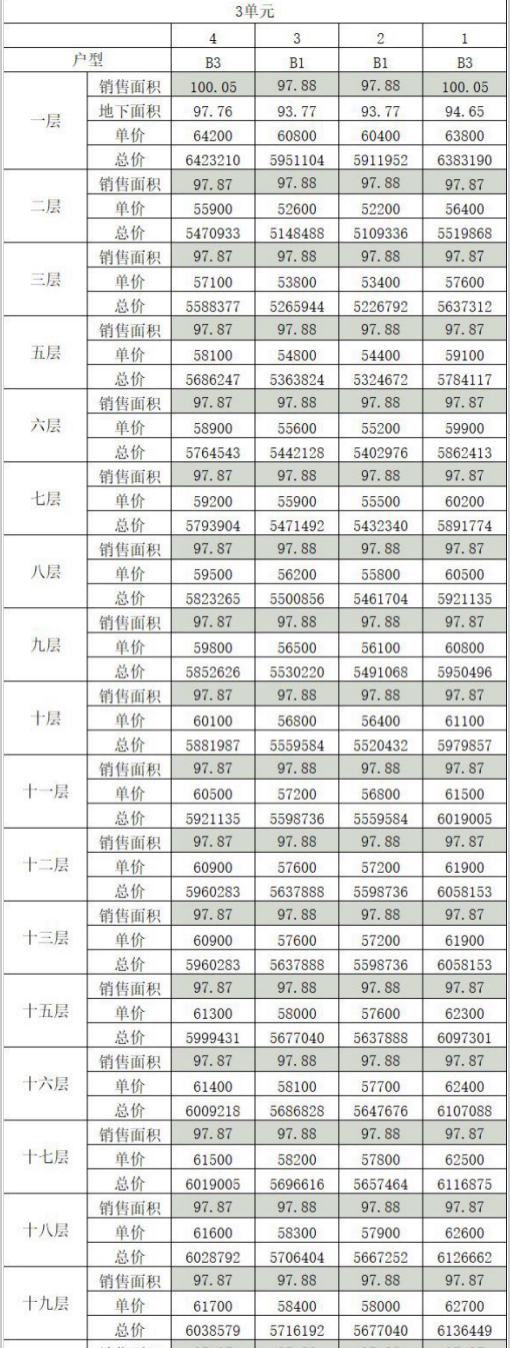 3单元
4 3 2 1
户型 B3 B1 B1 B3
销售面积 100.05 97.88 97.88 100.05
一层 地下面积 97.76 93.77 93.77 94.65
单价 64200 60800 60400 63800
总价 6423210 5951104 5911952 6383190
销售面积 97.87 97.88 97.88 97.87
二层 单价 55900 52600 52200 56400
总价 5470933 5148488 5109336 5519868
销售面积 97.87 97.88 97.88 97.87
三层 单价 57100 53800 53400 57600
总价 5588377 5265944 5226792 5637312
销售面积 97.87 97.88 97.88 97.87
五层 单价 58100 54800 54400 59100
总价 5686247 5363824 5324672 5784117
销售面积 97.87 97.88 97.88 97.87
六层 单价 58900 55600 55200 59900
总价 5764543 5442128 5402976 5862413
销售面积 97.87 97.88 97.88 97.87
七层 单价 59200 55900 55500 60200
总价 5793904 5471492 5432340 5891774
销售面积 97.87 97.88 97.88 97.87
八层 单价 59500 56200 55800 60500
总价 5823265 5500856 5461704 5921135
销售面积 97.87 97.88 97.88 97.87
九层 单价 59800 56500 56100 60800
总价 5852626 5530220 5491068 5950496
销售面积 97.87 97.88 97.88 97.87
十层 单价 60100 56800 56400 61100
总价 5881987 5559584 5520432 5979857
销售面积 97.87 97.88 97.88 97.87
十一层 单价 60500 57200 56800 61500
总价 5921135 5598736 5559584 6019005
销售面积 97.87 97.88 97.88 97.87
十二层 单价 60900 57600 57200 61900
总价 5960283 5637888 5598736 6058153
销售面积 97.87 97.88 97.88 97.87
十三层 单价 60900 57600 57200 61900
总价 5960283 5637888 5598736 6058153
销售面积 97.87 97.88 97.88 97.87
十五层 单价 61300 58000 57600 62300
总价 5999431 5677040 5637888 6097301
销售面积 97.87 97.88 97.88 97.87
十六层 单价 61400 58100 57700 62400
总价 6009218 5686828 5647676 6107088
销售面积 97.87 97.88 97.88 97.87
十七层 单价 61500 58200 57800 62500
总价 6019005 5696616 5657464 6116875
销售面积 97.87 97.88 97.88 97.87
十八层 单价 61600 58300 57900 62600
总价 6028792 5706404 5667252 6126662
销售面积 97.87 97.88 97.88 97.87
十九层 单价 61700 58400 58000 62700
总价 6038579 5716192 5677040 6136449